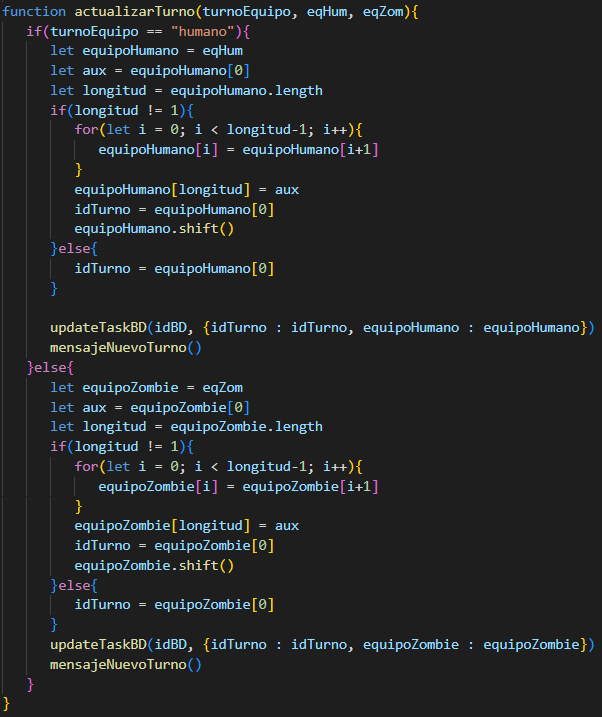 function actualizarTurno(turnoEquipo, eqHum, eqZom){
    if(turnoEquipo == "humano"){
        let equipoHumano = eqHum
        let aux = equipoHumano[0]
        let longitud = equipoHumano.length
        if(longitud != 1){
            for(let i = 0; i < longitud-1; i++){
                equipoHumano[i] = equipoHumano[i+1]
            }
            equipoHumano[longitud] = aux
            idTurno = equipoHumano[0]
            equipoHumano.shift()
        }else{
            idTurno = equipoHumano[0]
        }

        updateTaskBD(idBD, {idTurno : idTurno, equipoHumano : equipoHumano})
        mensajeNuevoTurno()
    }else{
        let equipoZombie = eqZom
        let aux = equipoZombie[0]
        let longitud = equipoZombie.length
        if(longitud != 1){
            for(let i = 0; i < longitud-1; i++){
                equipoZombie[i] = equipoZombie[i+1]
            }
            equipoZombie[longitud] = aux
            idTurno = equipoZombie[0]
            equipoZombie.shift()
        }else{
            idTurno = equipoZombie[0]
        }
        updateTaskBD(idBD, {idTurno : idTurno, equipoZombie : equipoZombie})
        mensajeNuevoTurno()
    }
}